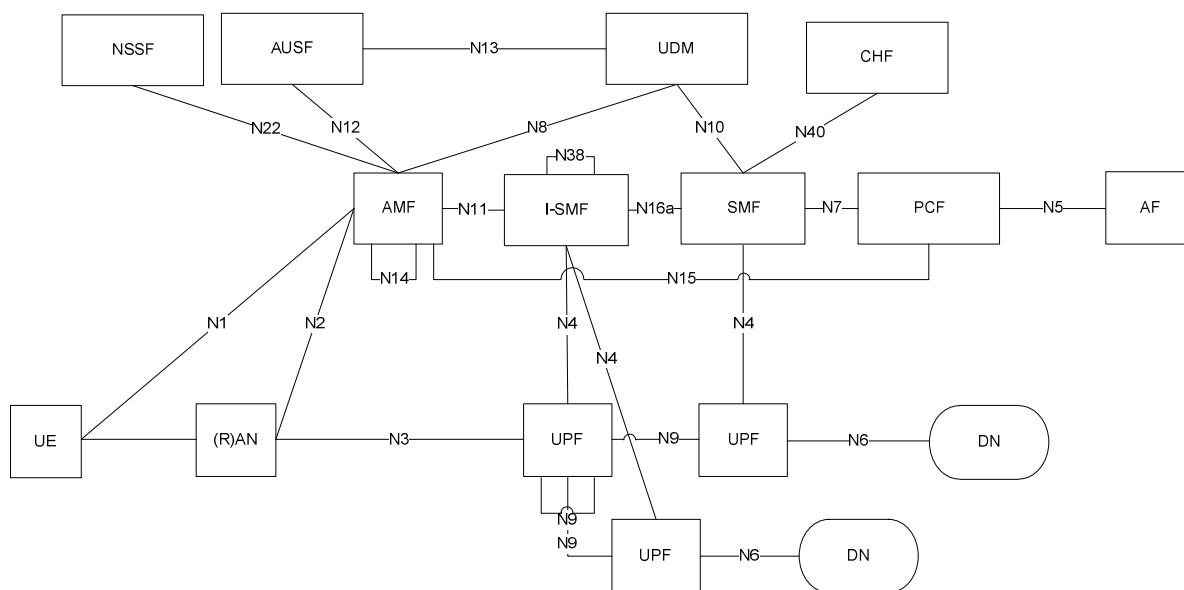 NSSF
AUSF
N13
UDM
CHF
N22
N12
N8
N10
N40
N38
AMF
N11
I-SMF
N16a
SMF
N7
PCF
N5
AF
N14
N15
N1
N2
N4
N4
N4
UE
(R)AN
N3
UPF
N9
UPF
N6
DN
N9
N9
UPF
N6
DN